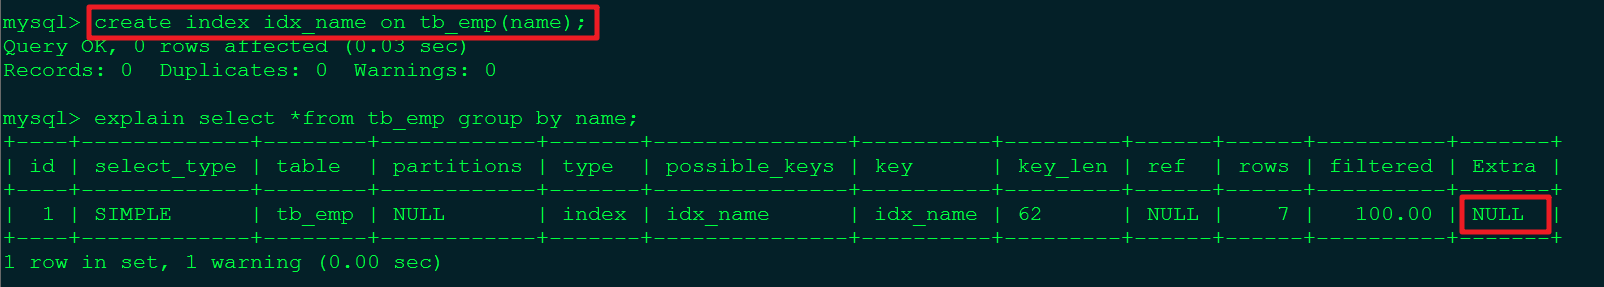 mysql> create index idx_name on tb_emp(name);
Query OK, 0 rows affected (0.03 sec)
Records: 0  Duplicates: 0  Warnings: 0
mysql> explain select *from tb_emp group by name;
+----+-------------+--------+------------+-------+---------------+----------+---------+------+------+----------+-------+
| id | select_type | table  | partitions | type  | possible_keys | key      | key_len | ref  | rows | filtered | Extra |
+----+-------------+--------+------------+-------+---------------+----------+---------+------+------+----------+-------+
|  1 | SIMPLE      | tb_emp | NULL       | index | idx_name      | idx_name | 62      | NULL |    7 |   100.00 | NULL  |
+----+-------------+--------+------------+-------+---------------+----------+---------+------+------+----------+-------+
1 row in set, 1 warning (0.00 sec)